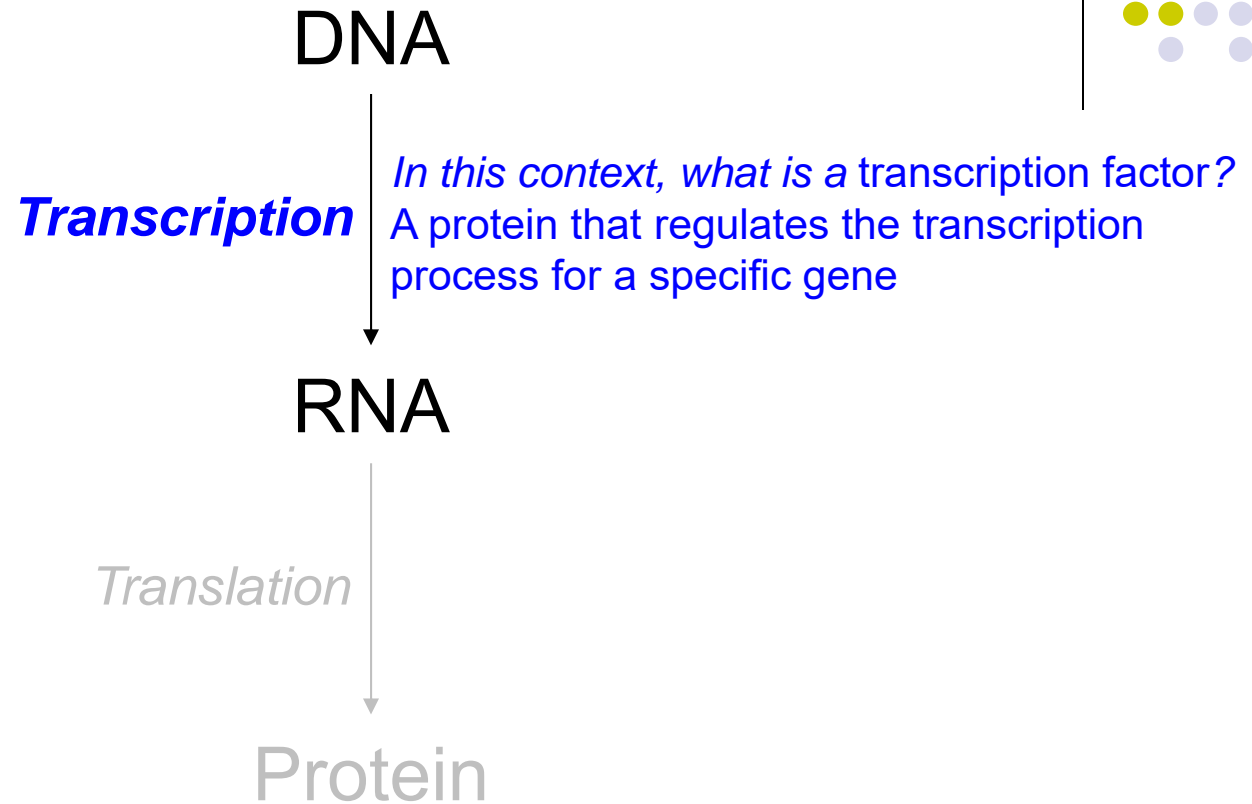 DNA
In this context, what is a transcription factor?
Transcription
A protein that regulates the transcription
process for a specific gene
RNA
Translation
Protein